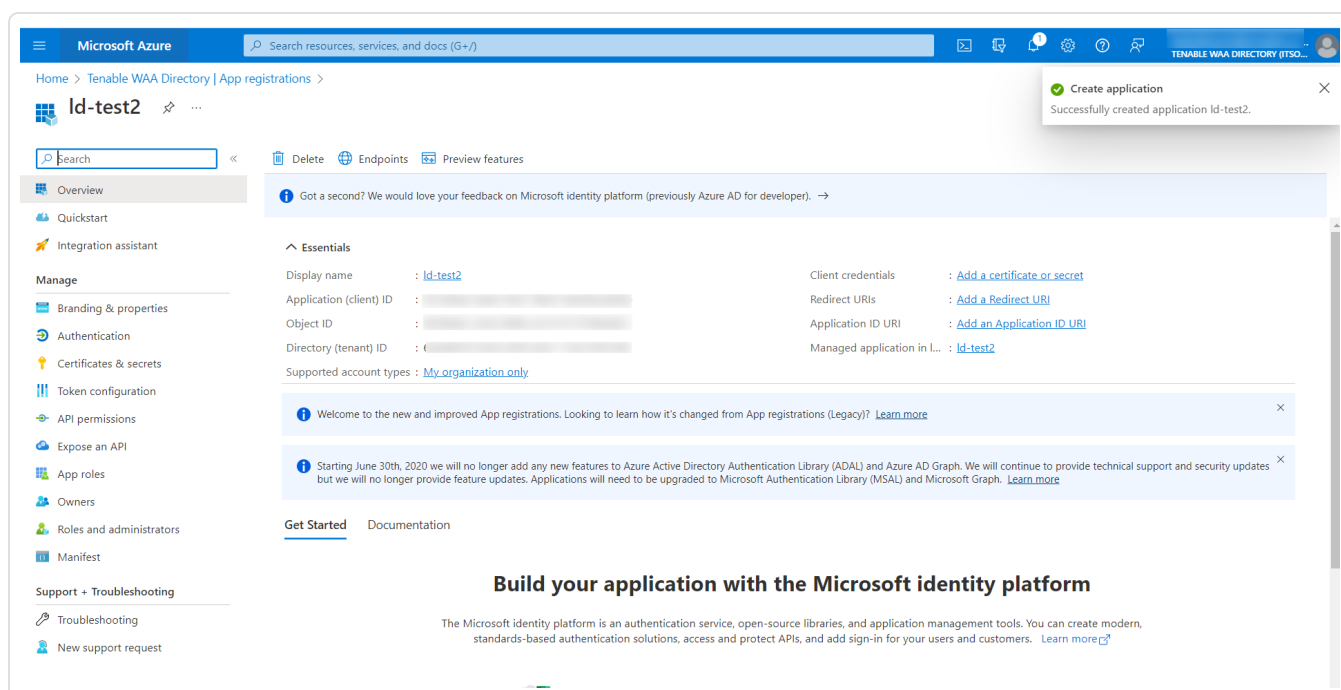 Microsoft Azure
Search resources, services, and docs (G+/)
1
TENABLE WAA DIRECTORY (ITSO...
Home > Tenable WAA Directory | App registrations >
ld-test2
...
Create application
Successfully created application ld-test2.
Search
«
Delete
Endpoints
Preview features
Overview
Got a second? We would love your feedback on Microsoft identity platform (previously Azure AD for developer). →
Quickstart
Integration assistant
Manage
Branding & properties
Authentication
Certificates & secrets
Token configuration
API permissions
Expose an API
App roles
Owners
Roles and administrators
Manifest
Support + Troubleshooting
Troubleshooting
New support request
Essentials
Display name : ld-test2
Application (client) ID :
Object ID :
Directory (tenant) ID :
Supported account types : My organization only
Client credentials : Add a certificate or secret
Redirect URIs : Add a Redirect URI
Application ID URI : Add an Application ID URI
Managed application in l... : ld-test2
Welcome to the new and improved App registrations. Looking to learn how it's changed from App registrations (Legacy)? Learn more
Starting June 30th, 2020 we will no longer add any new features to Azure Active Directory Authentication Library (ADAL) and Azure AD Graph. We will continue to provide technical support and security updates
but we will no longer provide feature updates. Applications will need to be upgraded to Microsoft Authentication Library (MSAL) and Microsoft Graph. Learn more
Get Started Documentation
Build your application with the Microsoft identity platform
The Microsoft identity platform is an authentication service, open-source libraries, and application management tools. You can create modern,
standards-based authentication solutions, access and protect APIs, and add sign-in for your users and customers. Learn more